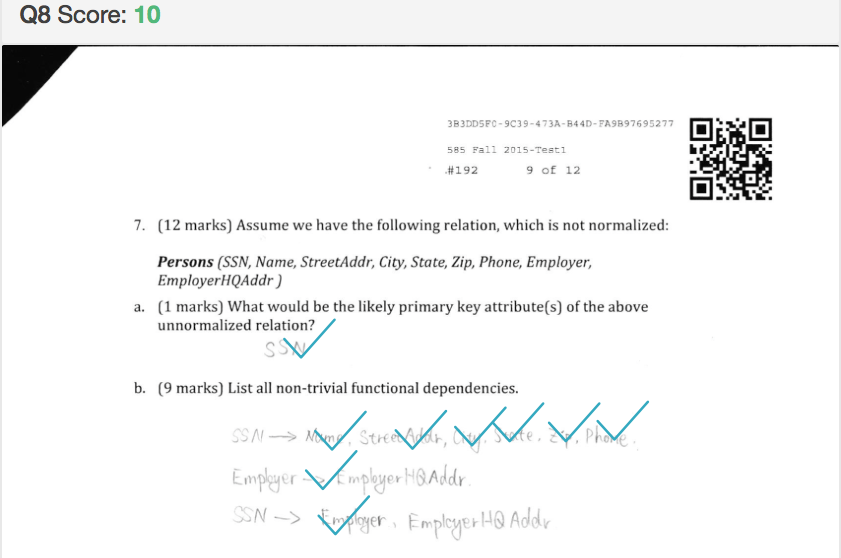 Q8 Score: 10
3B3DD5F0-9C39-473A-B44D-FA9B97695277
585 Fall 2015-Test1
#192 9 of 12
7. (12 marks) Assume we have the following relation, which is not normalized:
Persons (SSN, Name, StreetAddr, City, State, Zip, Phone, Employer,
EmployerHQAddr )
a. (1 marks) What would be the likely primary key attribute(s) of the above
unnormalized relation?
SSN
b. (9 marks) List all non-trivial functional dependencies.
SSN → Name, StreetAddr, City, State, Zip, Phone.
Employer → EmployerHQAddr.
SSN → Employer, EmployerHQ Addr